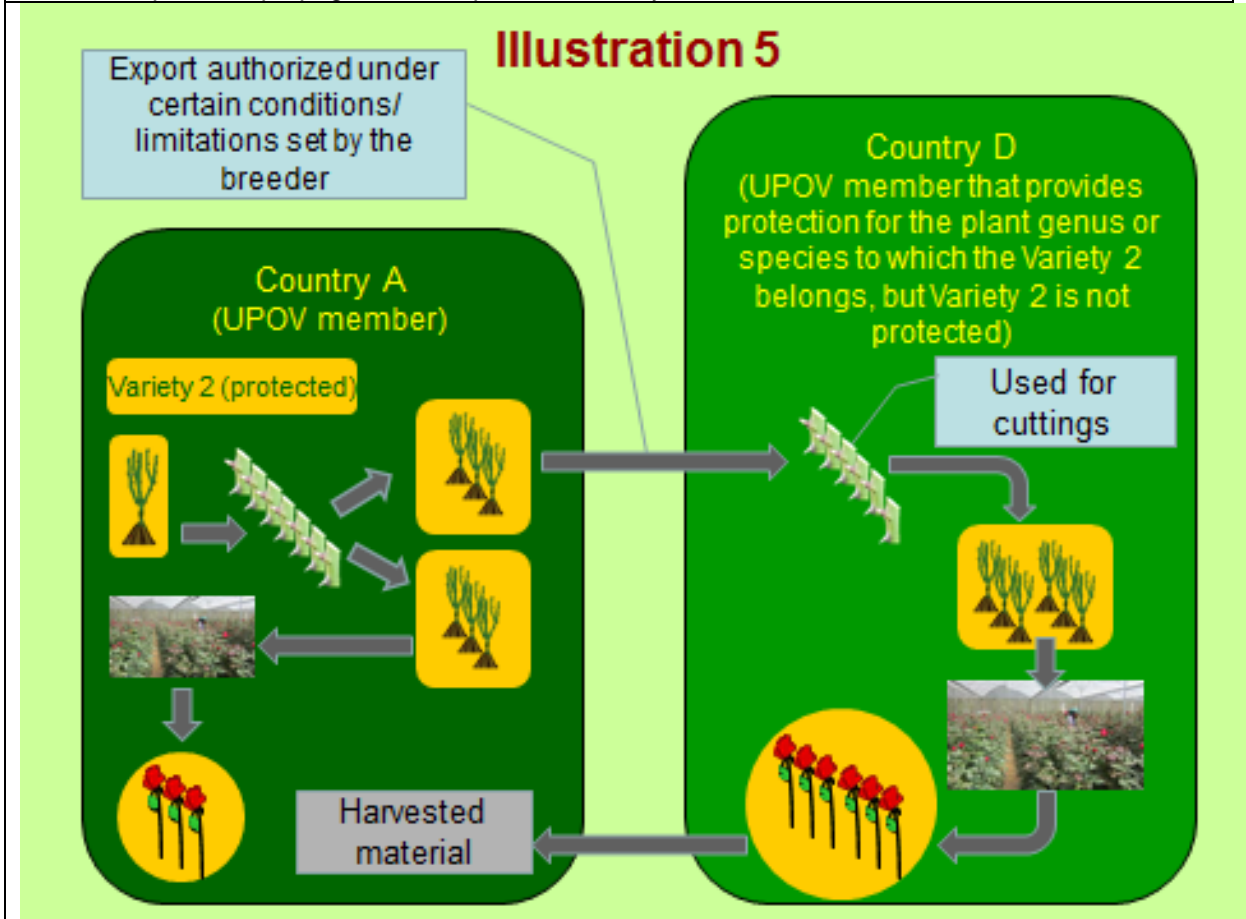 Illustration 5
Export authorized under
certain conditions/
limitations set by the
breeder
Country A
(UPOV member)
Variety 2 (protected)
Country D
(UPOV member that provides
protection for the plant genus or
species to which the Variety 2
belongs, but Variety 2 is not
protected)
Used for
cuttings
Harvested
material